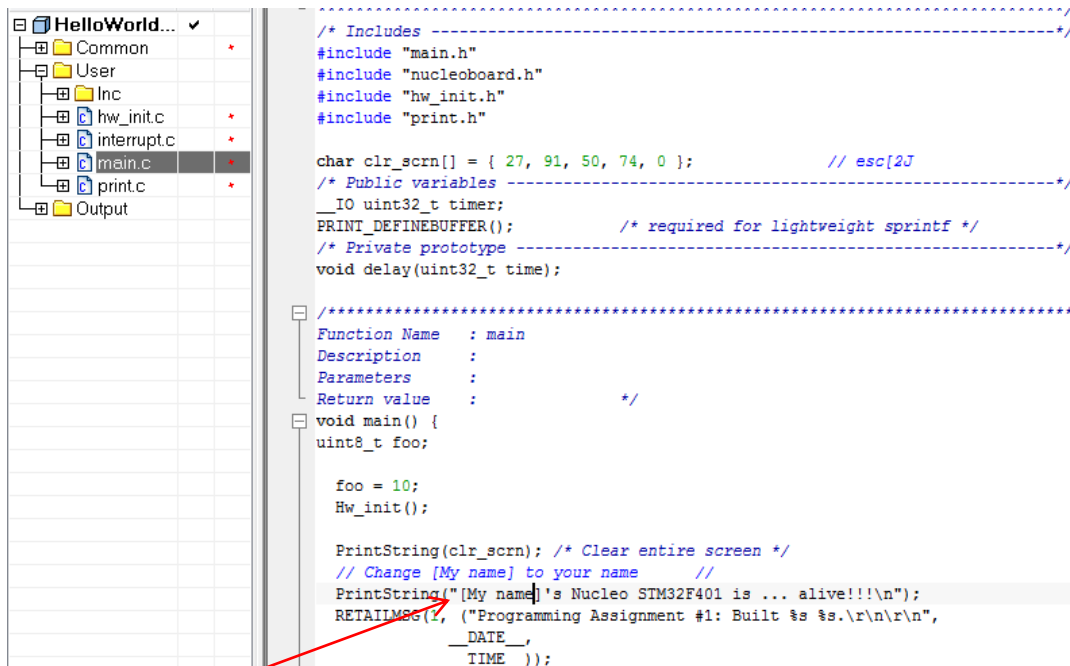 HelloWorld...
Common
User
Inc
hw_init.c
interrupt.c
main.c
print.c
Output
/* Includes ------------------------------------------------------------------*/
#include "main.h"
#include "nucleoboard.h"
#include "hw_init.h"
#include "print.h"
char clr_scrn[] = { 27, 91, 50, 74, 0 };              // esc[2J
/* Public variables ----------------------------------------------------------*/
__IO uint32_t timer;
PRINT_DEFINEBUFFER();           /* required for lightweight sprintf */
/* Private prototype ---------------------------------------------------------*/
void delay(uint32_t time);
/*******************************************************************************
Function Name   : main
Description     :
Parameters      :
Return value    :               */
void main() {
uint8_t foo;
  foo = 10;
  Hw_init();
  PrintString(clr_scrn); /* Clear entire screen */
  // Change [My name] to your name      //
  PrintString("[My name]'s Nucleo STM32F401 is ... alive!!!\n");
  RETAILMSG(1, ("Programming Assignment #1: Built %s %s.\r\n\r\n",
              __DATE__,
              __TIME__));